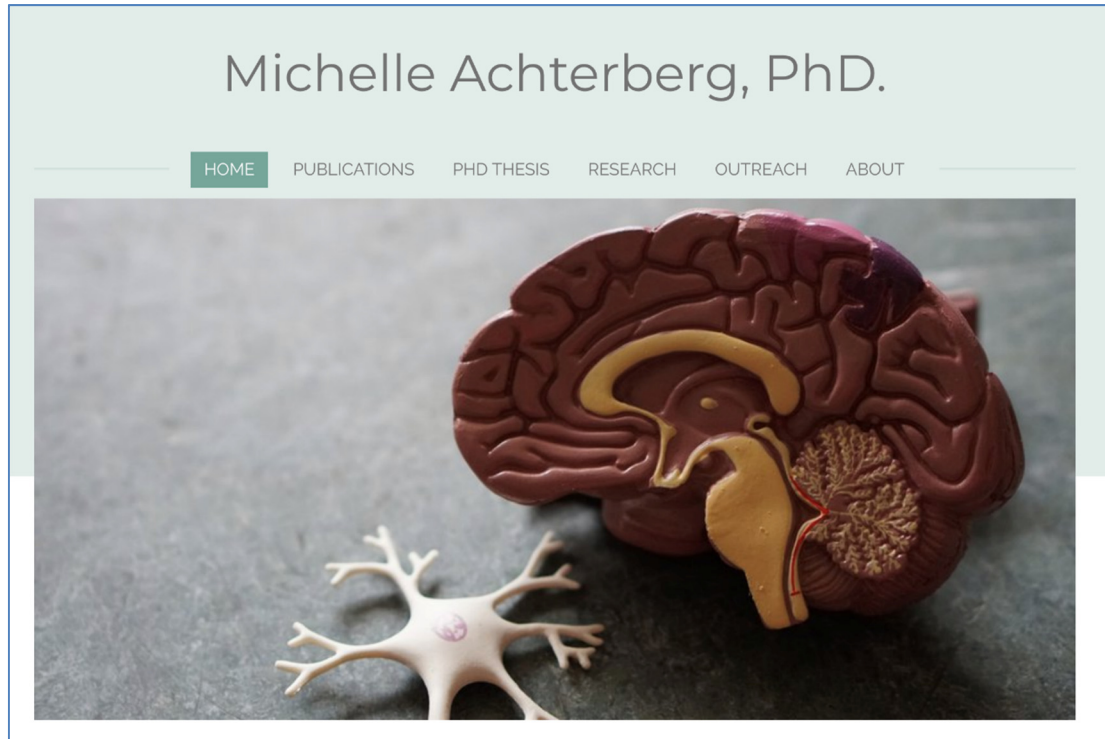 Michelle Achterberg, PhD.
HOME PUBLICATIONS PHD THESIS RESEARCH OUTREACH ABOUT